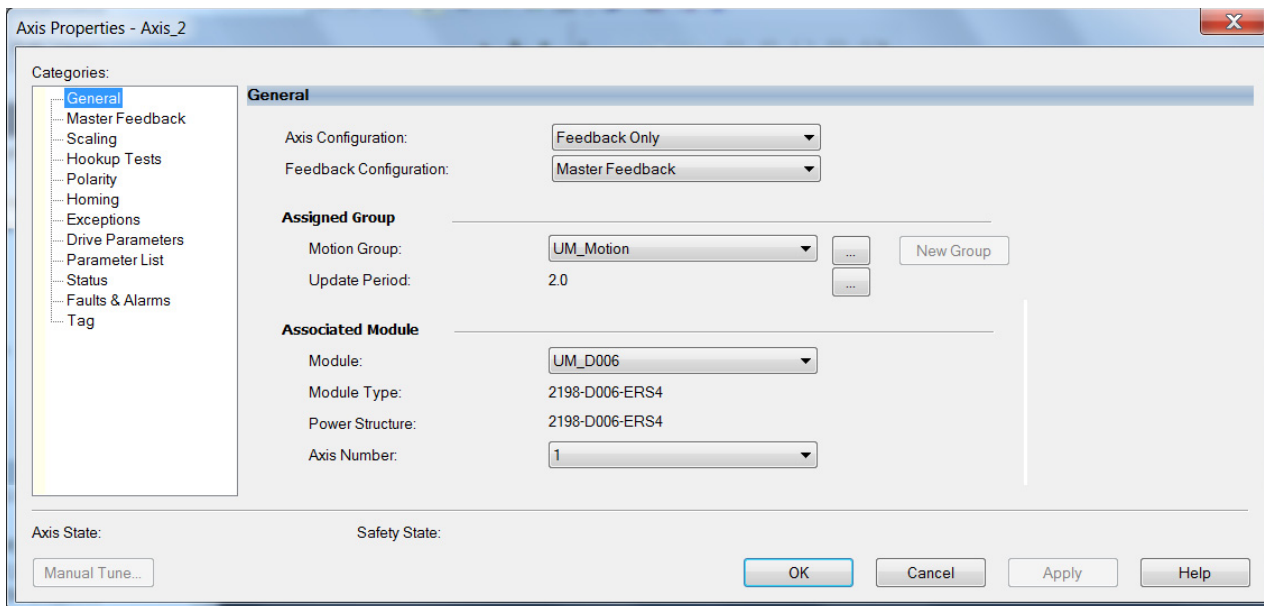 Axis Properties - Axis_2
X
Categories:
General
Master Feedback
Scaling
Hookup Tests
Polarity
Homing
Exceptions
Drive Parameters
Parameter List
Status
Faults & Alarms
Tag
General
Axis Configuration: Feedback Only
Feedback Configuration: Master Feedback
Assigned Group
Motion Group: UM_Motion ... New Group
Update Period: 2.0 ...
Associated Module
Module: UM_D006
Module Type: 2198-D006-ERS4
Power Structure: 2198-D006-ERS4
Axis Number: 1
Axis State: Safety State:
Manual Tune... OK Cancel Apply Help